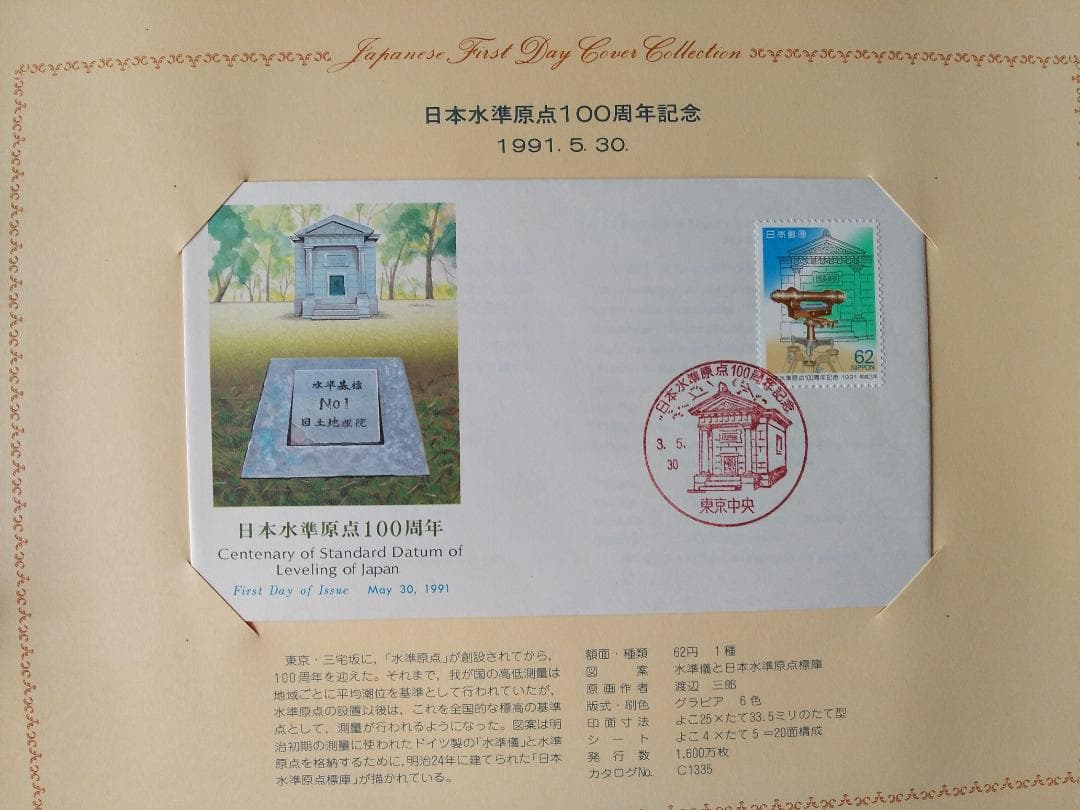 Japanese First Day Cover Collection
日本水準原点100周年記念
1991. 5. 30.
水準基標
No1
国土地理院
日本水準原点100周年
Centenary of Standard Datum of
Leveling of Japan
First Day of Issue May 30, 1991
日本郵便
62
NIPPON
日本水準原点100周年記念 1991
日本水準原点100周年記念
3. 5.
30
東京中央
東京・三宅坂に,「水準原点」が創設されてから,
100周年を迎えた。それまで,我が国の高低測量は
地域ごとに平均潮位を基準として行われていたが,
水準原点の設置以後は,これを全国的な標高の基準
点として,測量が行われるようになった。図案は明
治初期の測量に使われたドイツ製の「水準儀」と水準
原点を格納するために,明治24年に建てられた「日本
水準原点標庫」が描かれている。
額面・種類 62円 1種
図案 水準儀と日本水準原点標庫
原画作者 渡辺 三郎
版式・刷色 グラビア 6色
印面寸法 よこ25×たて33.5ミリのたて型
シート よこ4×たて5=20面構成
発行数 1,600万枚
カタログNo. C1335